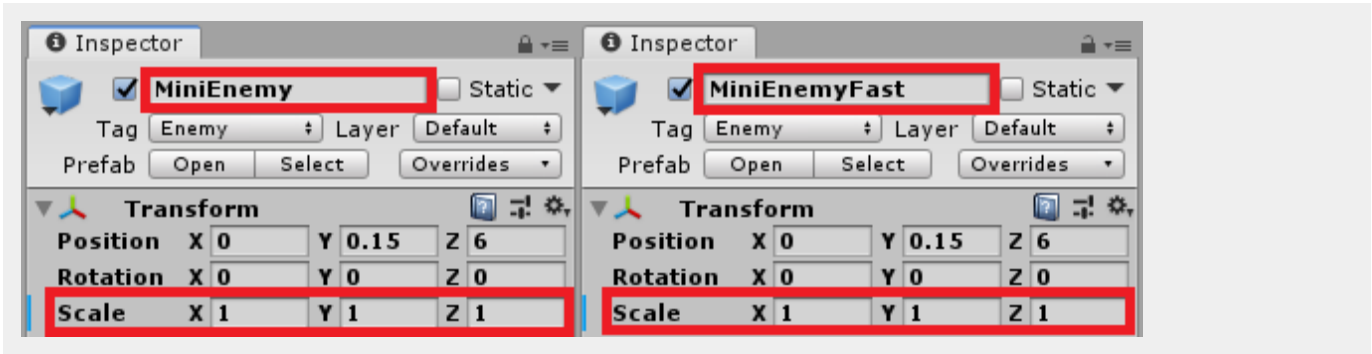 Inspector
MiniEnemy Static
Tag Enemy Layer Default
Prefab Open Select Overrides
Transform
Position X 0 Y 0.15 Z 6
Rotation X 0 Y 0 Z 0
Scale X 1 Y 1 Z 1
Inspector
MiniEnemyFast Static
Tag Enemy Layer Default
Prefab Open Select Overrides
Transform
Position X 0 Y 0.15 Z 6
Rotation X 0 Y 0 Z 0
Scale X 1 Y 1 Z 1